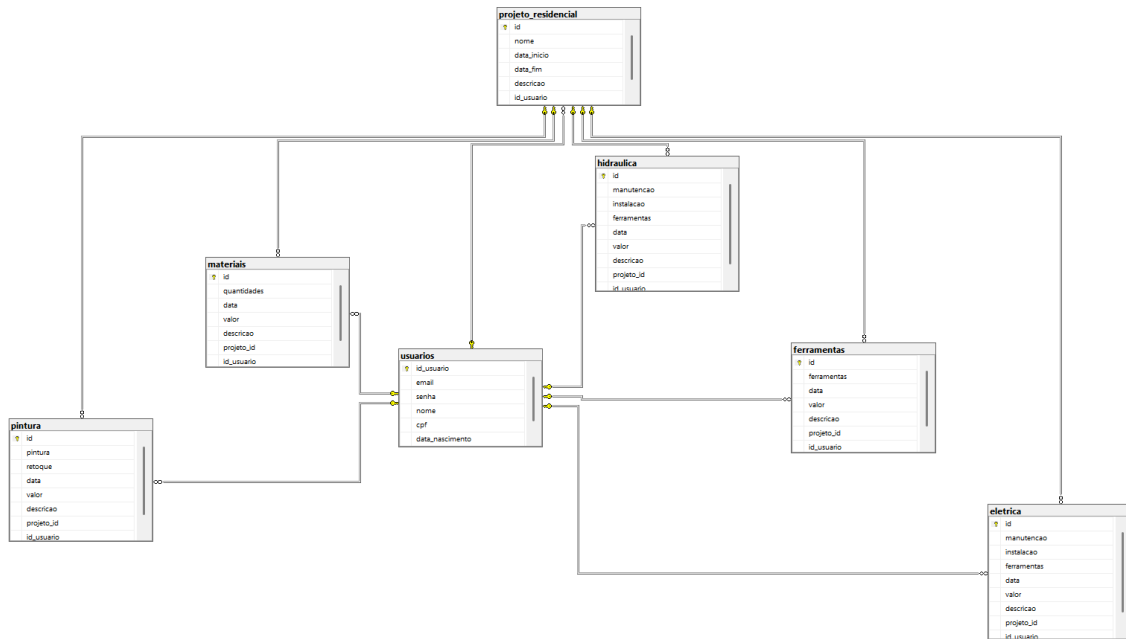 projeto_residencial
id
nome
data_inicio
data_fim
descricao
id_usuario
hidraulica
id
manutencao
instalacao
ferramentas
data
valor
descricao
projeto_id
id_usuario
materiais
id
quantidades
data
valor
descricao
projeto_id
id_usuario
usuarios
id_usuario
email
senha
nome
cpf
data_nascimento
ferramentas
id
ferramentas
data
valor
descricao
projeto_id
id_usuario
pintura
id
pintura
retoque
data
valor
descricao
projeto_id
id_usuario
eletrica
id
manutencao
instalacao
ferramentas
data
valor
descricao
projeto_id
id_usuario